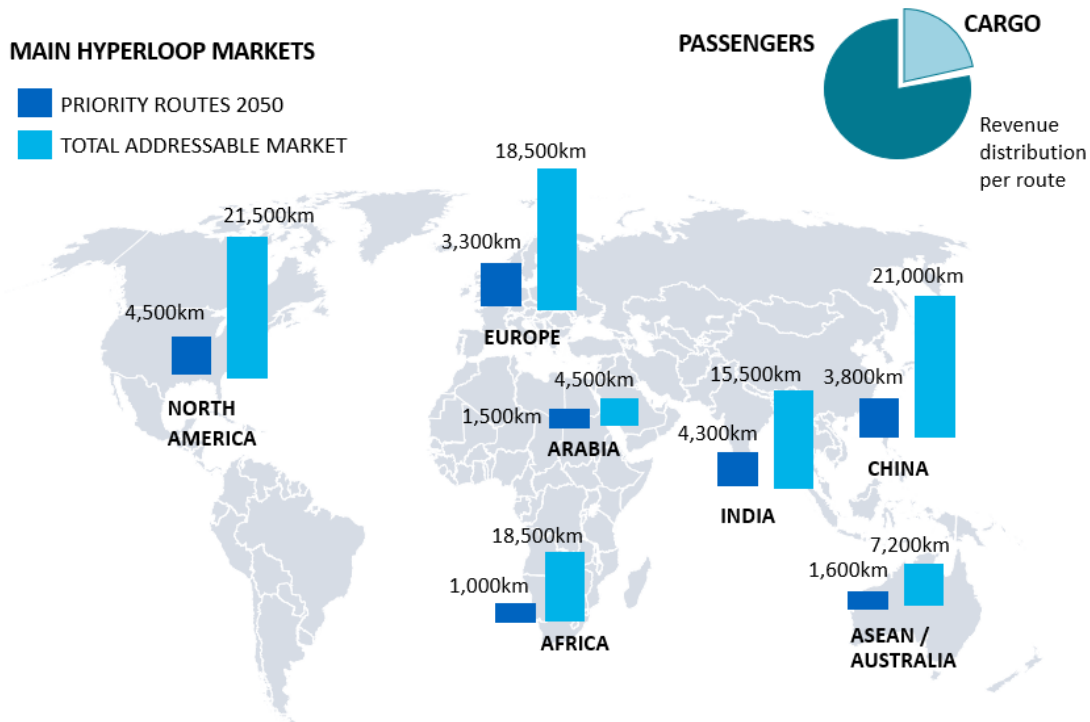 MAIN HYPERLOOP MARKETS
PRIORITY ROUTES 2050
TOTAL ADDRESSABLE MARKET
PASSENGERS
CARGO
Revenue
distribution
per route
21,500km
4,500km
NORTH
AMERICA
18,500km
3,300km
EUROPE
4,500km
1,500km
ARABIA
15,500km
4,300km
INDIA
21,000km
3,800km
CHINA
18,500km
1,000km
AFRICA
7,200km
1,600km
ASEAN /
AUSTRALIA